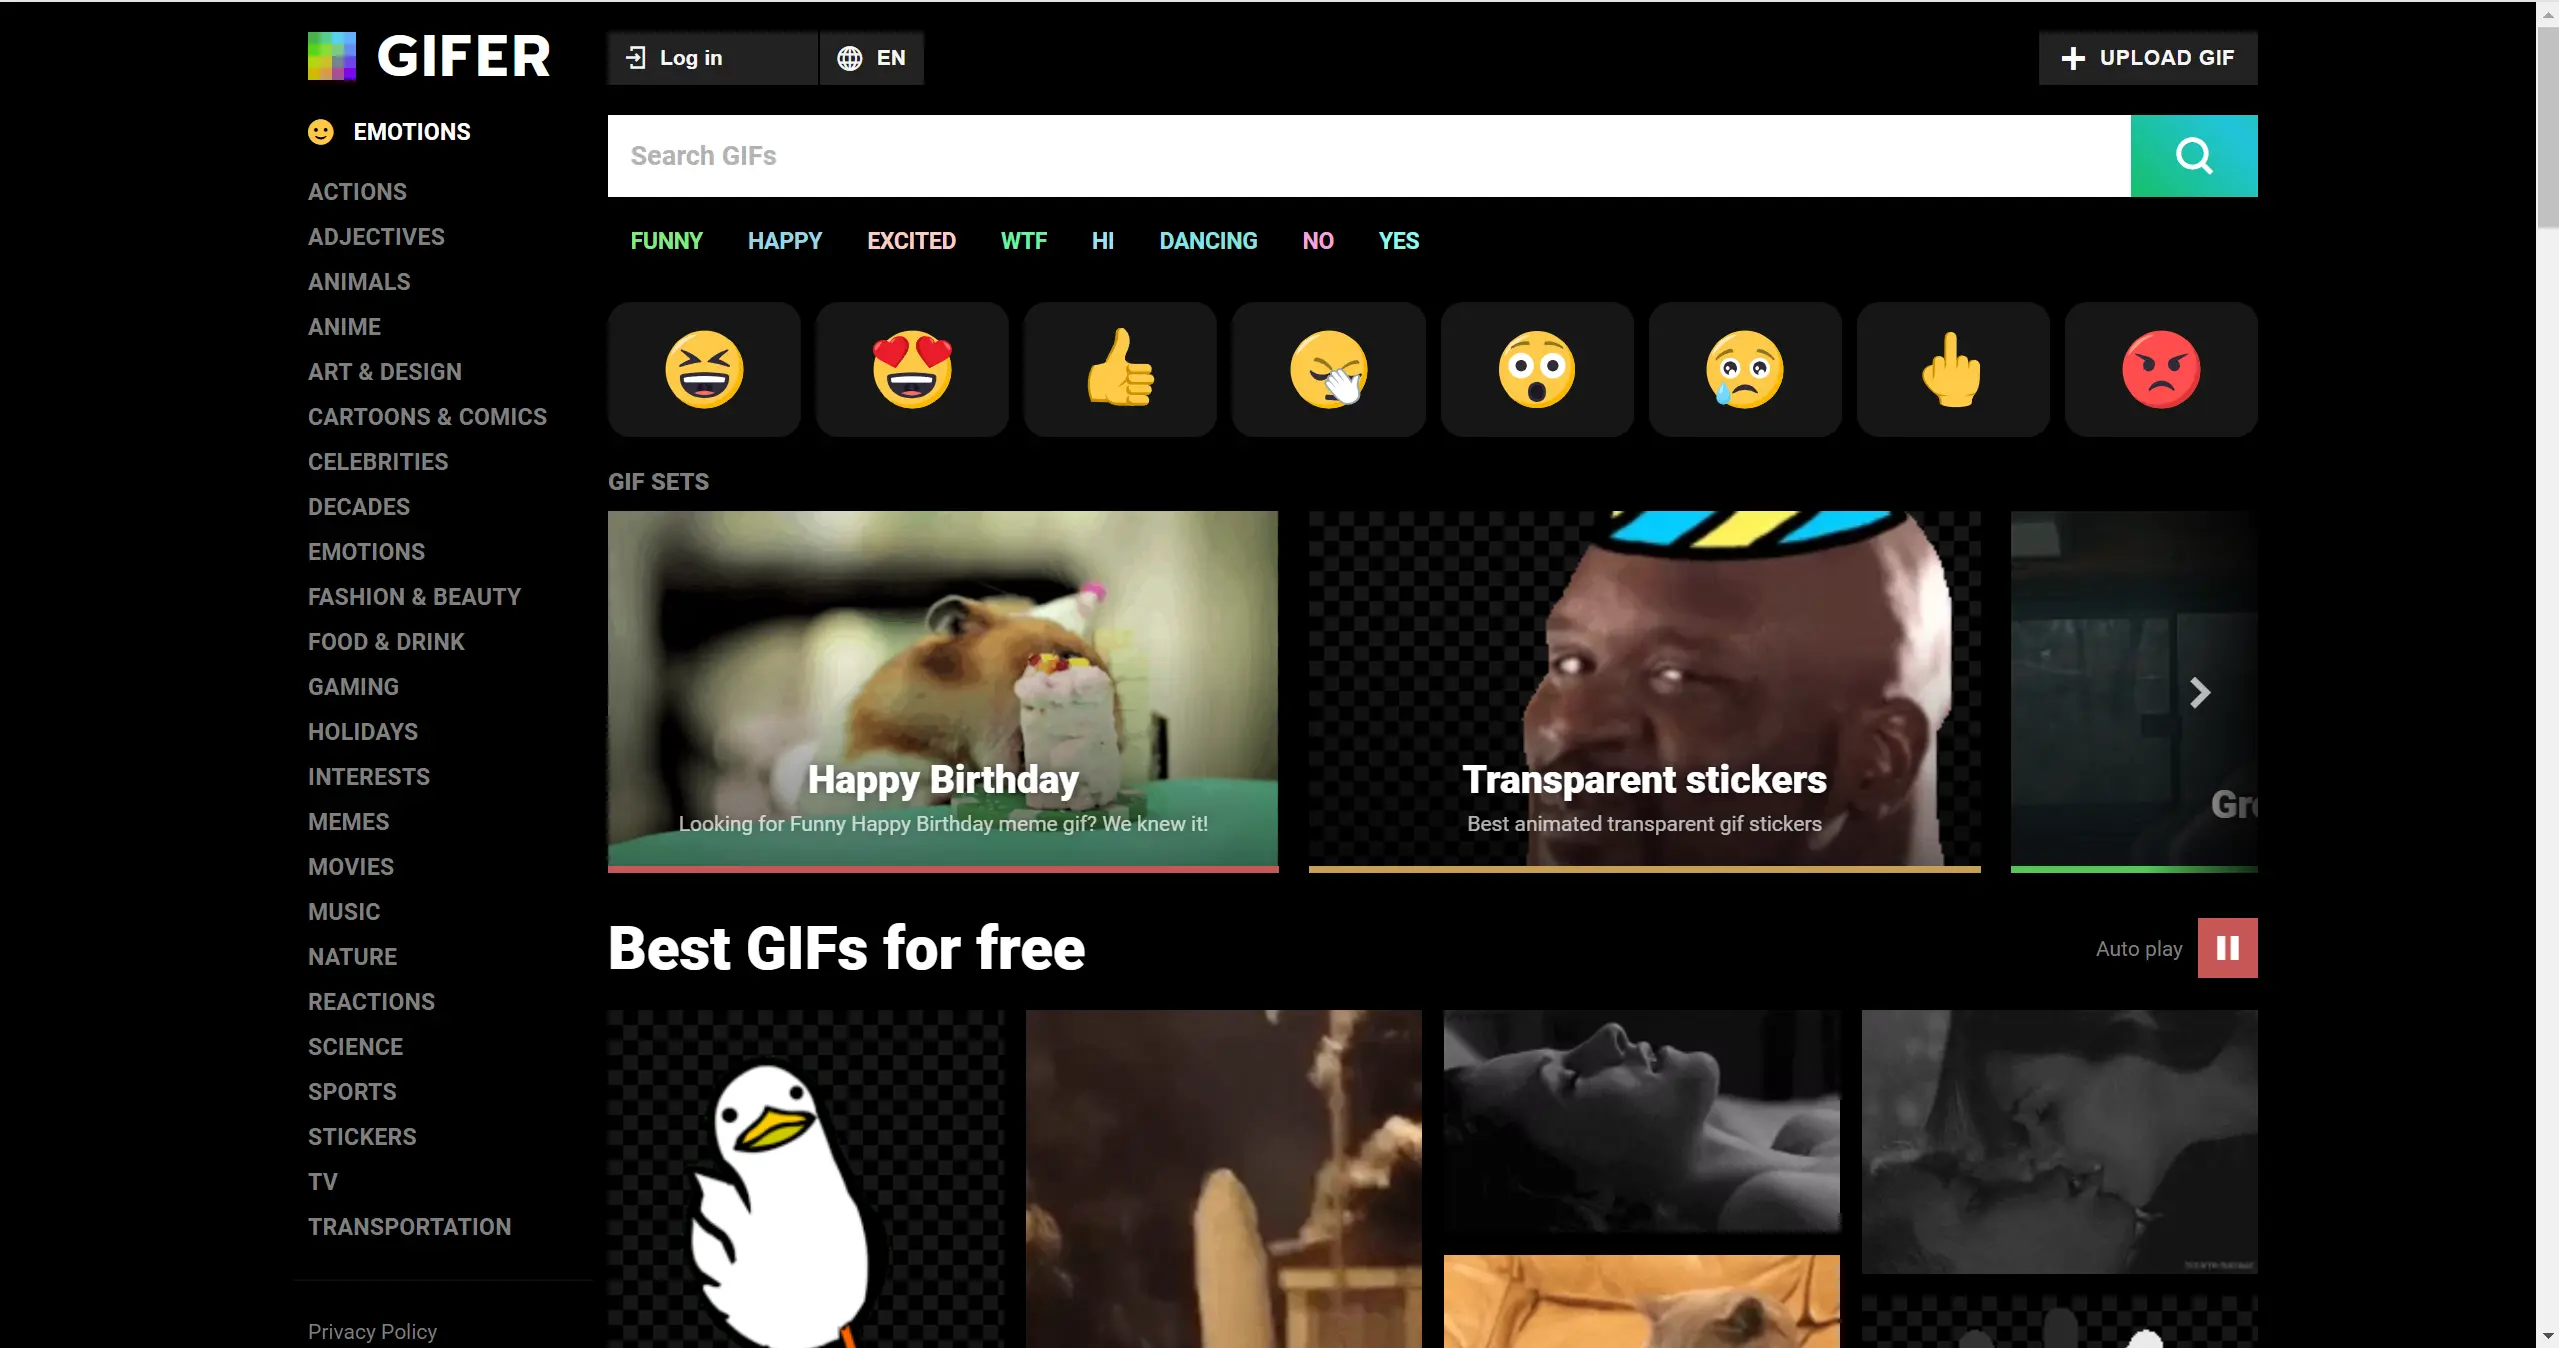 GIFER
Log in
EN
UPLOAD GIF
EMOTIONS
ACTIONS
ADJECTIVES
ANIMALS
ANIME
ART & DESIGN
CARTOONS & COMICS
CELEBRITIES
DECADES
EMOTIONS
FASHION & BEAUTY
FOOD & DRINK
GAMING
HOLIDAYS
INTERESTS
MEMES
MOVIES
MUSIC
NATURE
REACTIONS
SCIENCE
SPORTS
STICKERS
TV
TRANSPORTATION
Privacy Policy
Search GIFs
FUNNY HAPPY EXCITED WTF HI DANCING NO YES
GIF SETS
Happy Birthday
Looking for Funny Happy Birthday meme gif? We knew it!
Transparent stickers
Best animated transparent gif stickers
Best GIFs for free
Auto play